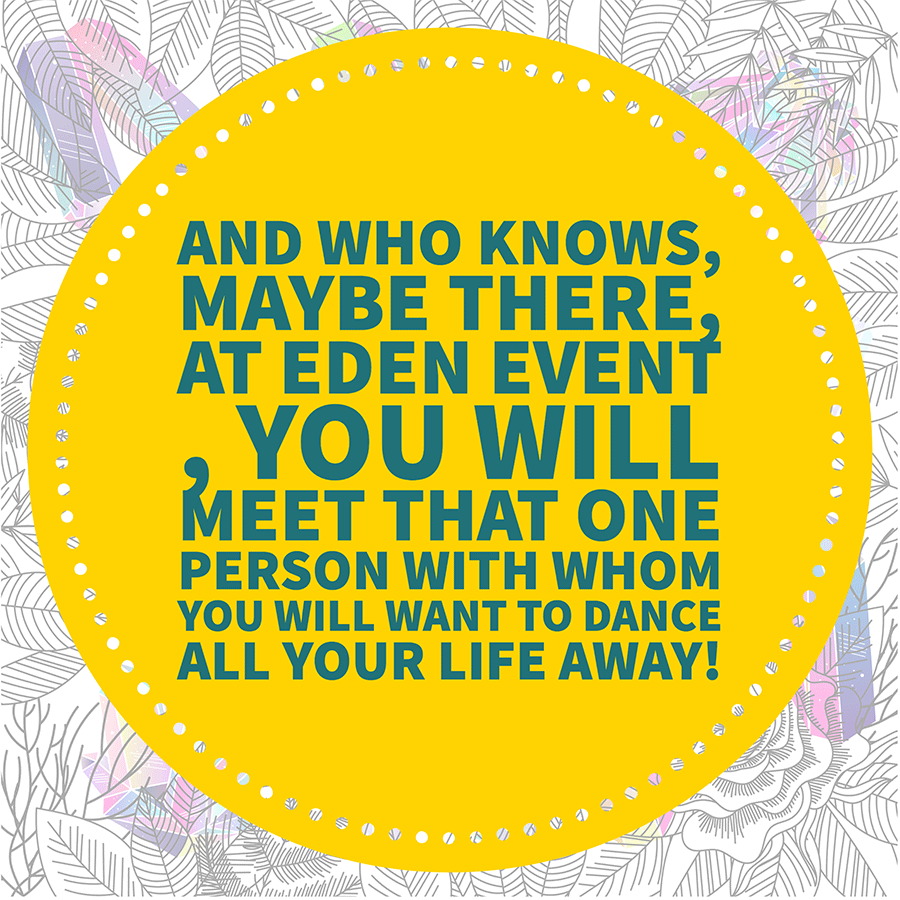 AND WHO KNOWS,
MAYBE THERE,
AT EDEN EVENT
, YOU WILL
MEET THAT ONE
PERSON WITH WHOM
YOU WILL WANT TO DANCE
ALL YOUR LIFE AWAY!